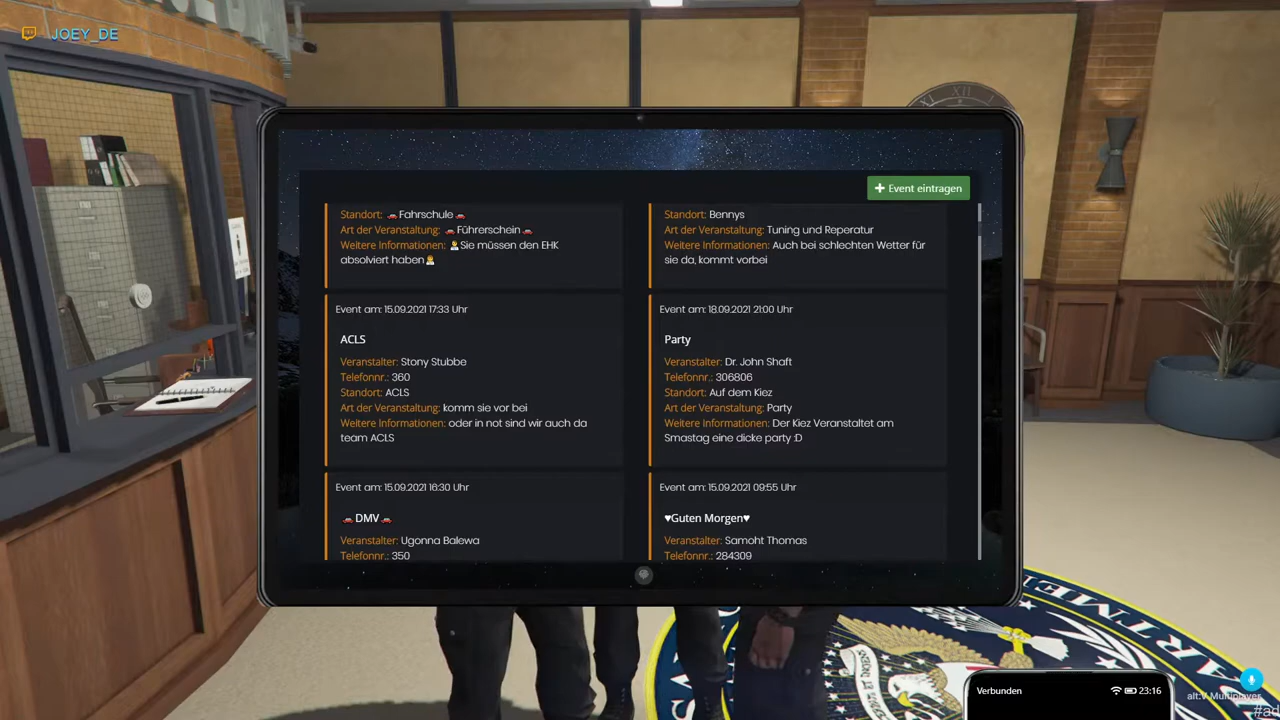 JOEY_DE
+ Event eintragen
Standort: 🚗Fahrschule🚗
Art der Veranstaltung: 🚗Führerschein🚗
Weitere Informationen: 👨‍⚕️Sie müssen den EHK
absolviert haben👨‍⚕️
Standort: Bennys
Art der Veranstaltung: Tuning und Reperatur
Weitere Informationen: Auch bei schlechten Wetter für
sie da, kommt vorbei
Event am: 15.09.2021 17:33 Uhr
ACLS
Veranstalter: Stony Stubbe
Telefonnr.: 360
Standort: ACLS
Art der Veranstaltung: komm sie vor bei
Weitere Informationen: oder in not sind wir auch da
team ACLS
Event am: 18.09.2021 21:00 Uhr
Party
Veranstalter: Dr. John Shaft
Telefonnr.: 306806
Standort: Auf dem Kiez
Art der Veranstaltung: Party
Weitere Informationen: Der Kiez Veranstaltet am
Smastag eine dicke party :D
Event am: 15.09.2021 16:30 Uhr
🚗DMV🚗
Veranstalter: Ugonna Balewa
Telefonnr.: 350
Event am: 15.09.2021 09:55 Uhr
♥Guten Morgen♥
Veranstalter: Samoht Thomas
Telefonnr.: 284309
Verbunden
23:16
alt:V Multiplayer